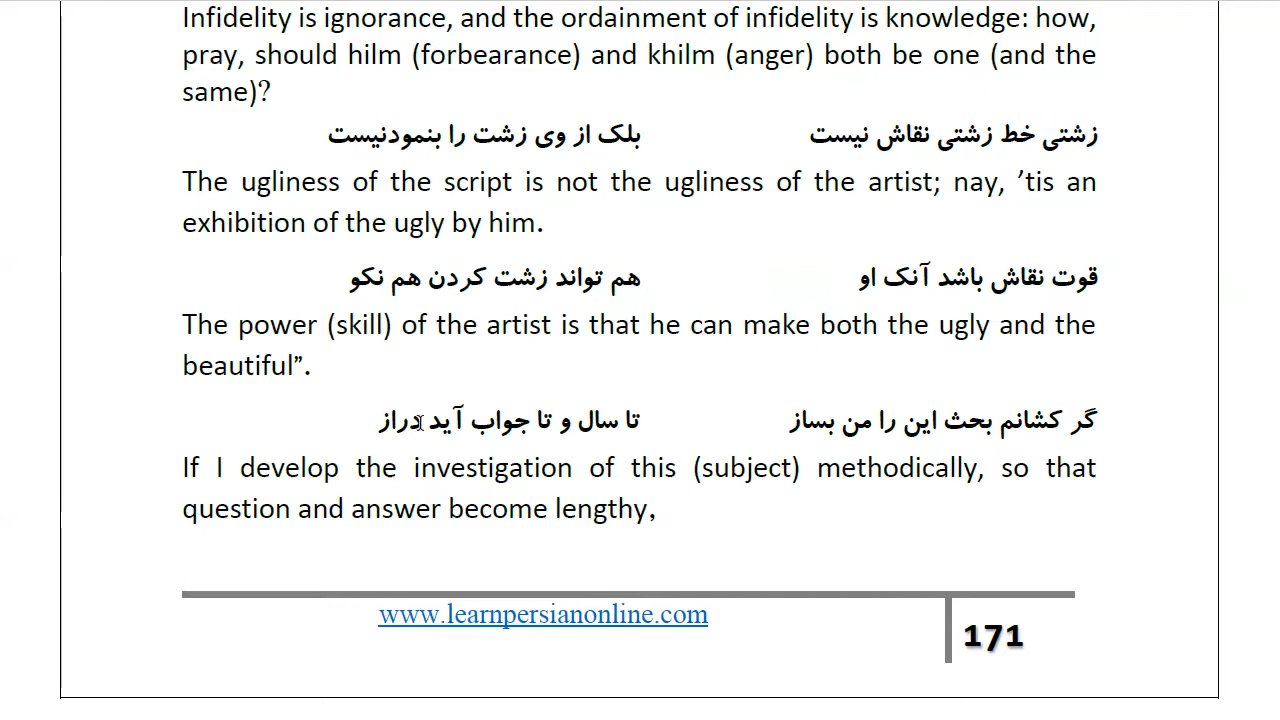 Infidelity is ignorance, and the ordainment of infidelity is knowledge: how,
pray, should hilm (forbearance) and khilm (anger) both be one (and the
same)?
زشتی خط زشتی نقاش نیست بلک از وی زشت را بنمودنیست
The ugliness of the script is not the ugliness of the artist; nay, ’tis an
exhibition of the ugly by him.
قوت نقاش باشد آنک او هم تواند زشت کردن هم نکو
The power (skill) of the artist is that he can make both the ugly and the
beautiful”.
گر کشانم بحث این را من بساز تا سال و تا جواب آید دراز
If I develop the investigation of this (subject) methodically, so that
question and answer become lengthy,
www.learnpersianonline.com
171